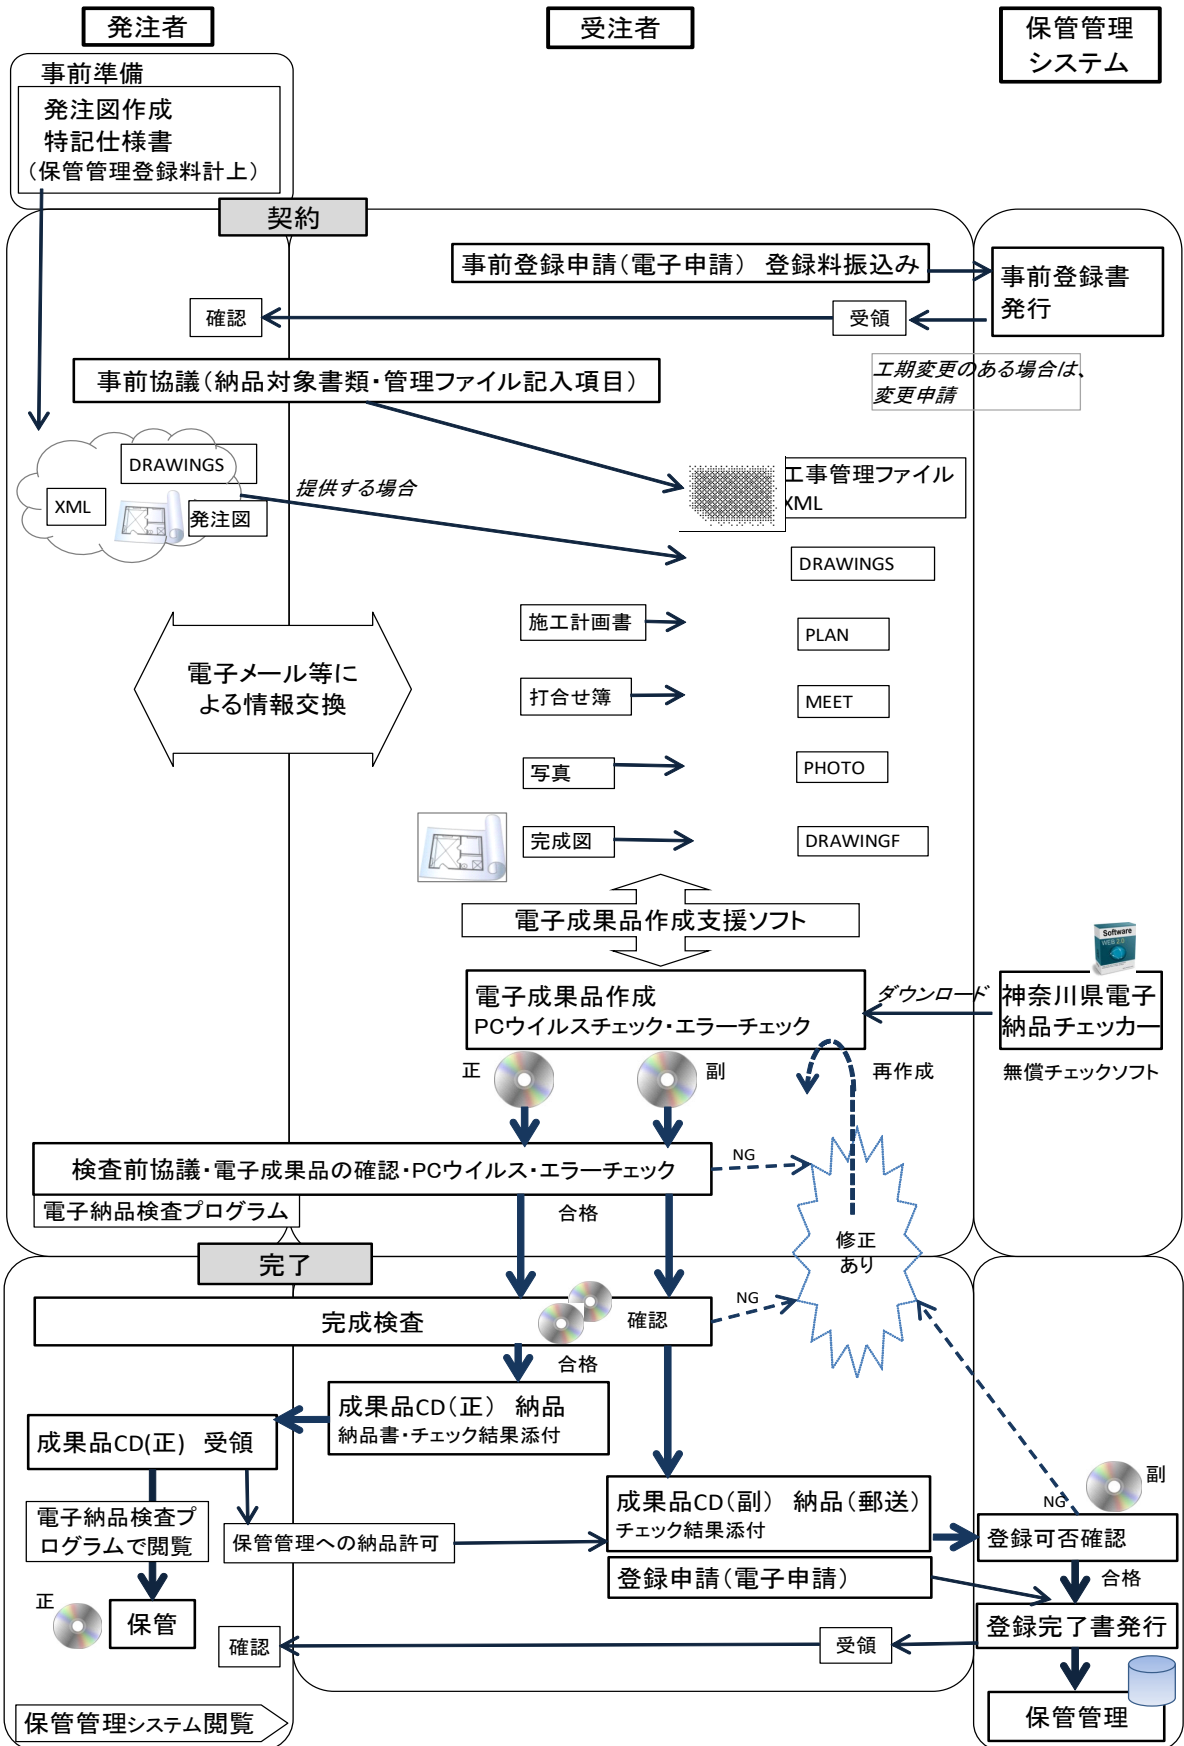 発注者
受注者
保管管理
システム
事前準備
発注図作成
特記仕様書
（保管管理登録料計上）
契約
事前登録申請（電子申請）　登録料振込み
事前登録書
発行
確認
受領
事前協議（納品対象書類・管理ファイル記入項目）
工期変更のある場合は、
変更申請
DRAWINGS
XML
発注図
提供する場合
工事管理ファイル
XML
DRAWINGS
施工計画書
PLAN
電子メール等に
よる情報交換
打合せ簿
MEET
写真
PHOTO
完成図
DRAWINGF
電子成果品作成支援ソフト
Software
WEB 2.0
電子成果品作成
PCウイルスチェック・エラーチェック
ダウンロード
神奈川県電子
納品チェッカー
正
副
再作成
無償チェックソフト
検査前協議・電子成果品の確認・PCウイルス・エラーチェック
NG
電子納品検査プログラム
合格
修正
あり
完了
完成検査
確認
NG
合格
成果品CD（正）　納品
納品書・チェック結果添付
成果品CD(正)　受領
副
成果品CD（副）　納品（郵送）
チェック結果添付
NG
電子納品検査プ
ログラムで閲覧
保管管理への納品許可
登録可否確認
登録申請（電子申請）
合格
正
保管
登録完了書発行
確認
受領
保管管理システム閲覧
保管管理